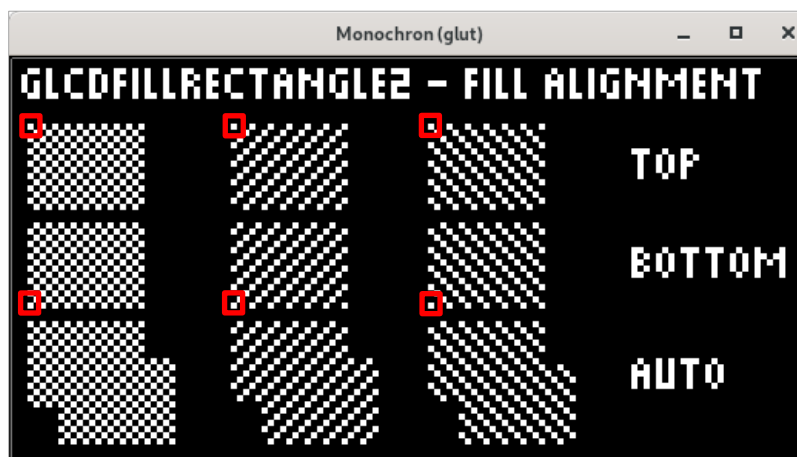 Monochron (glut)
GLCDFILLRECTANGLE2 - FILL ALIGNMENT
TOP
BOTTOM
AUTO